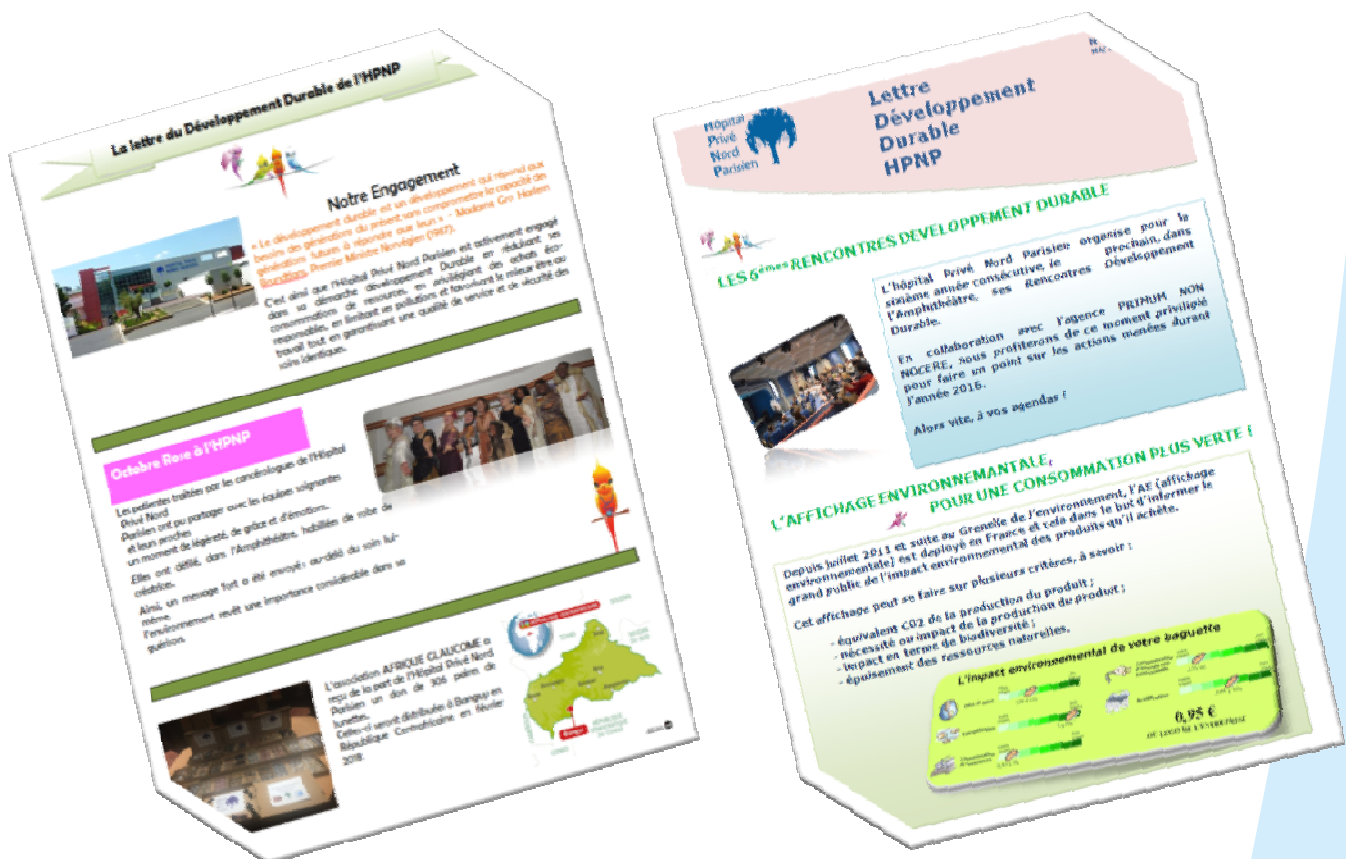 La lettre du Développement Durable de l'HPNP
Notre Engagement
« Le développement durable est un développement qui répond aux
besoins des générations du présent sans compromettre la capacité des
générations futures à répondre aux leurs » - Madame Gro Harlem
Brundtland, Premier Ministre Norvégien (1987).
C'est ainsi que l'Hôpital Privé Nord Parisien est activement engagé
dans sa démarche développement Durable en réduisant ses
consommations de ressources, en privilégiant des achats éco-
responsables, en limitant les pollutions et favorisant le mieux être au
travail tout en garantissant une qualité de service et de sécurité des
soins identiques.
Octobre Rose à l'HPNP
Les patientes traitées par les cancérologues de l'Hôpital
Privé Nord
Parisien ont pu partager avec les équipes soignantes
et leurs proches
un moment de légèreté, de grâce et d'émotions.
Elles ont défilé, dans l'Amphithéâtre, habillées de robe de
créatrices.
Ainsi, un message fort a été envoyé : au-delà du soin lui-
même,
l'environnement revêt une importance considérable dans sa
guérison.
L'association AFRIQUE GLAUCOME a
reçu de la part de l'Hôpital Privé Nord
Parisien un don de 306 paires de
lunettes.
Celles-ci seront distribuées à Bangui en
République Centrafricaine en février
2018.
Hôpital
Privé
Nord
Parisien
Lettre
Développement
Durable
HPNP
LES 6èmes RENCONTRES DEVELOPPEMENT DURABLE
L'hôpital Privé Nord Parisien organise pour la
sixième année consécutive, le prochain, dans
l'Amphithéâtre, ses Rencontres Développement
Durable.
En collaboration avec l'agence PRIMUM NON
NOCERE, nous profiterons de ce moment privilégié
pour faire un point sur les actions menées durant
l'année 2016.
Alors vite, à vos agendas !
L'AFFICHAGE ENVIRONNEMANTALE,
POUR UNE CONSOMMATION PLUS VERTE !
Depuis juillet 2011 et suite au Grenelle de l'environnement, l'AE (affichage
environnementale) est deployé en France et cela dans le but d'informer le
grand public de l'impact environnemental des produits qu'il achète.
Cet affichage peut se faire sur plusieurs critères, à savoir :
- équivalent CO2 de la production du produit ;
- nécessité ou impact de la production du produit ;
- impact en terme de biodiversité ;
- épuisement des ressources naturelles.
L'impact environnemental de votre baguette
0,95 €